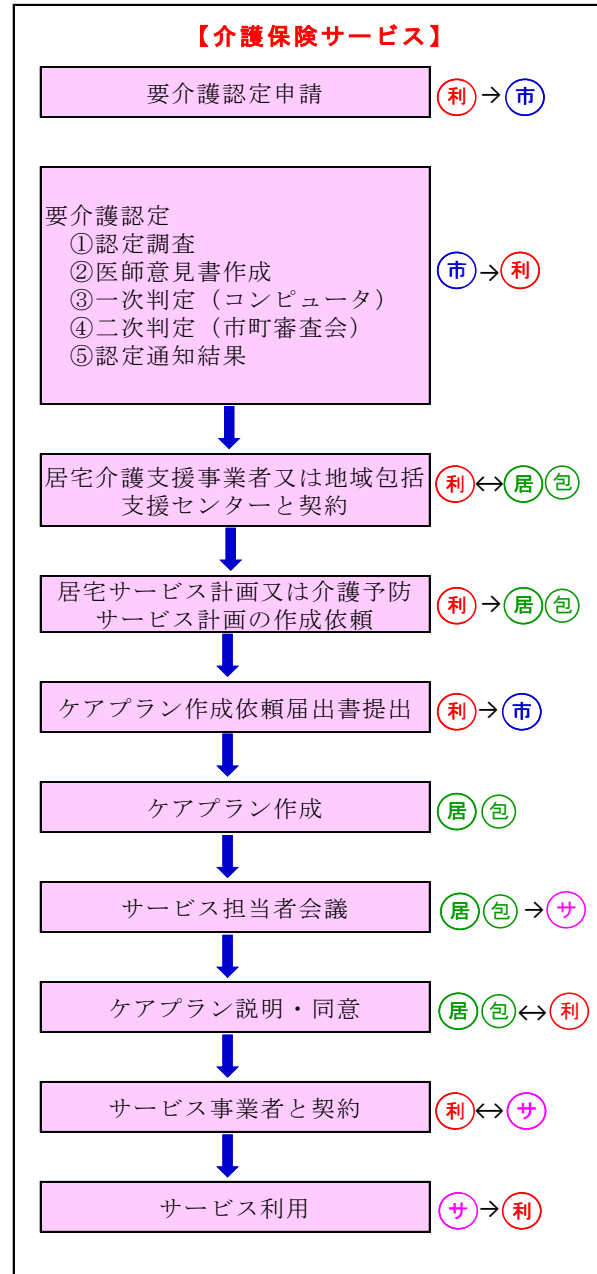 【介護保険サービス】
要介護認定申請 利→市
要介護認定
①認定調査
②医師意見書作成
③一次判定（コンピュータ）
④二次判定（市町審査会）
⑤認定通知結果
市→利
居宅介護支援事業者又は地域包括
支援センターと契約
利↔居包
居宅サービス計画又は介護予防
サービス計画の作成依頼
利→居包
ケアプラン作成依頼届出書提出 利→市
ケアプラン作成 居包
サービス担当者会議 居包→サ
ケアプラン説明・同意 居包↔利
サービス事業者と契約 利↔サ
サービス利用 サ→利